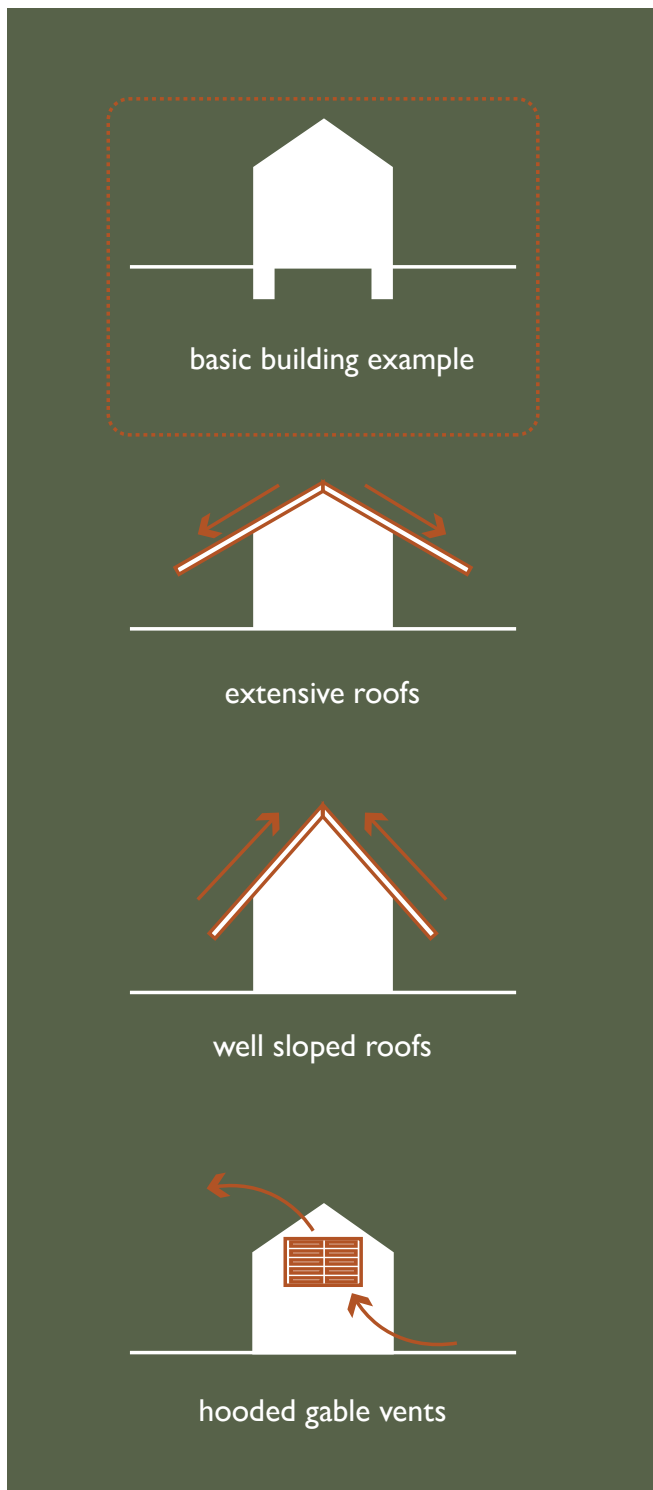 basic building example
extensive roofs
well sloped roofs
hooded gable vents